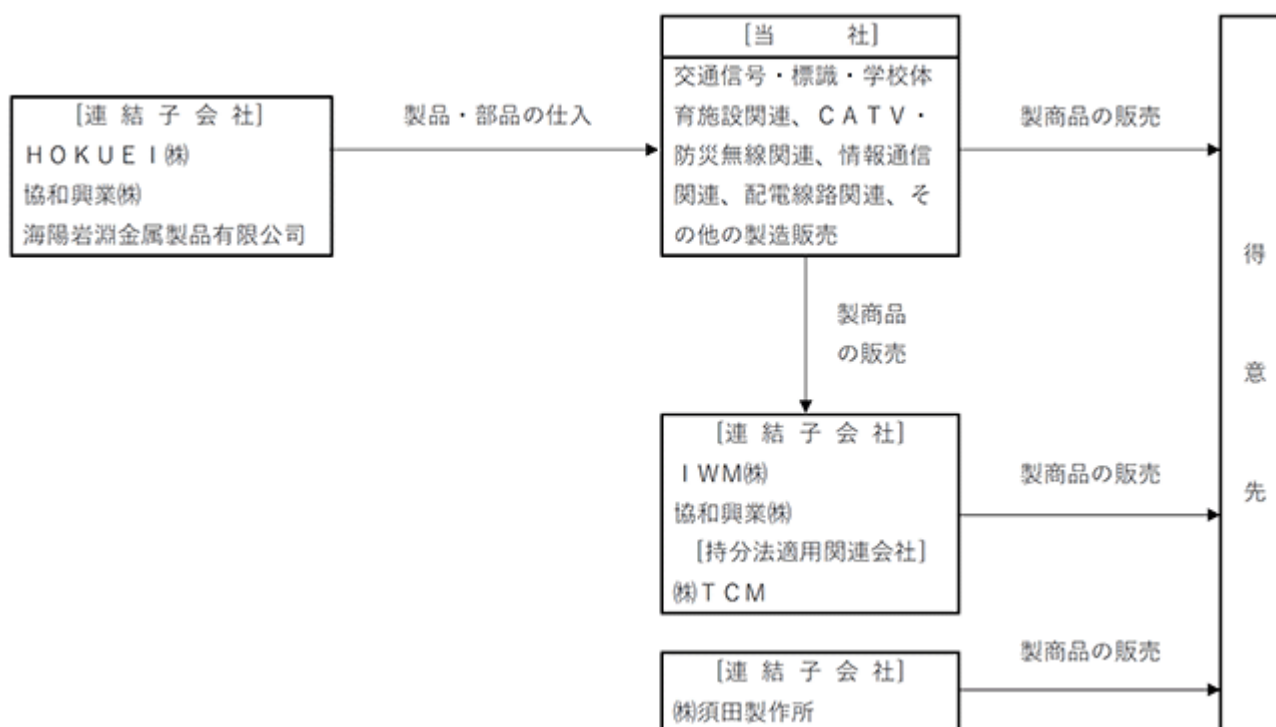 [連 結 子 会 社]
ＨＯＫＵＥＩ㈱
協和興業㈱
海陽岩淵金属製品有限公司
製品・部品の仕入
[当　　　社]
交通信号・標識・学校体
育施設関連、ＣＡＴＶ・
防災無線関連、情報通信
関連、配電線路関連、そ
の他の製造販売
製商品の販売
製商品
の販売
[連 結 子 会 社]
ＩＷＭ㈱
協和興業㈱
[持分法適用関連会社]
㈱ＴＣＭ
製商品の販売
[連 結 子 会 社]
㈱須田製作所
製商品の販売
得
意
先